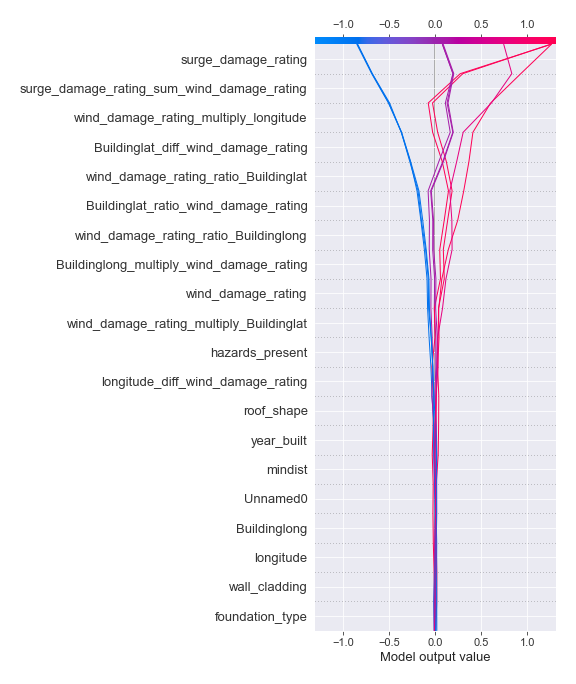 −1.0 −0.5 0.0 0.5 1.0
surge_damage_rating
surge_damage_rating_sum_wind_damage_rating
wind_damage_rating_multiply_longitude
Buildinglat_diff_wind_damage_rating
wind_damage_rating_ratio_Buildinglat
Buildinglat_ratio_wind_damage_rating
wind_damage_rating_ratio_Buildinglong
Buildinglong_multiply_wind_damage_rating
wind_damage_rating
wind_damage_rating_multiply_Buildinglat
hazards_present
longitude_diff_wind_damage_rating
roof_shape
year_built
mindist
Unnamed0
Buildinglong
longitude
wall_cladding
foundation_type
−1.0 −0.5 0.0 0.5 1.0
Model output value